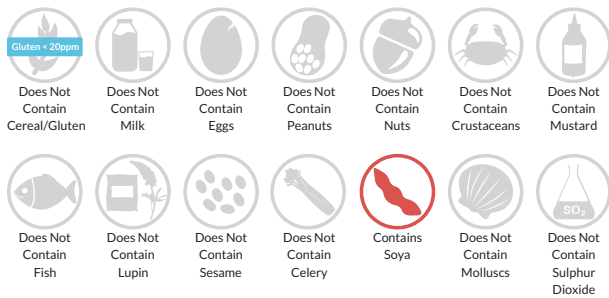 Gluten < 20ppm
Does Not
Contain
Cereal/Gluten
Does Not
Contain
Milk
Does Not
Contain
Eggs
Does Not
Contain
Peanuts
Does Not
Contain
Nuts
Does Not
Contain
Crustaceans
Does Not
Contain
Mustard
Does Not
Contain
Fish
Does Not
Contain
Lupin
Does Not
Contain
Sesame
Does Not
Contain
Celery
Contains
Soya
Does Not
Contain
Molluscs
SO₂
Does Not
Contain
Sulphur
Dioxide